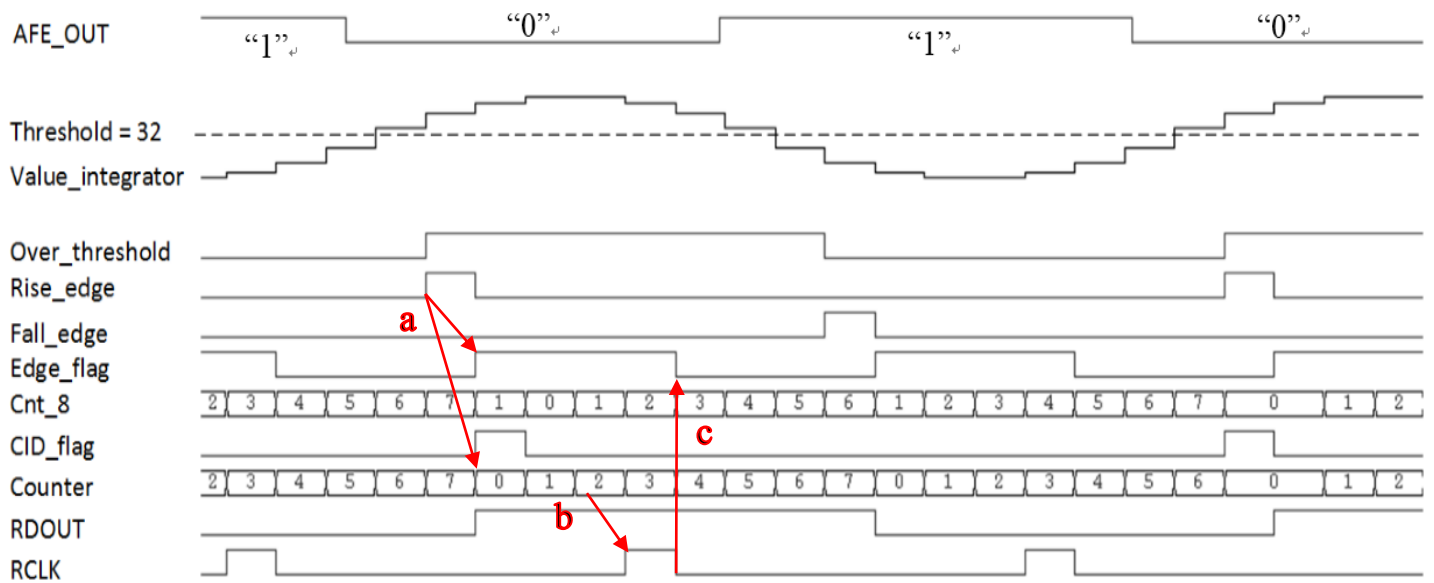 AFE_OUT “1” “0” “1” “0”
Threshold = 32
Value_integrator
Over_threshold
Rise_edge
a
Fall_edge
Edge_flag
Cnt_8 2 3 4 5 6 7 1 0 1 2 3 4 5 6 1 2 3 4 5 6 7 0 1 2
c
CID_flag
Counter 2 3 4 5 6 7 0 1 2 3 4 5 6 7 0 1 2 3 4 5 6 0 1 2
b
RDOUT
RCLK